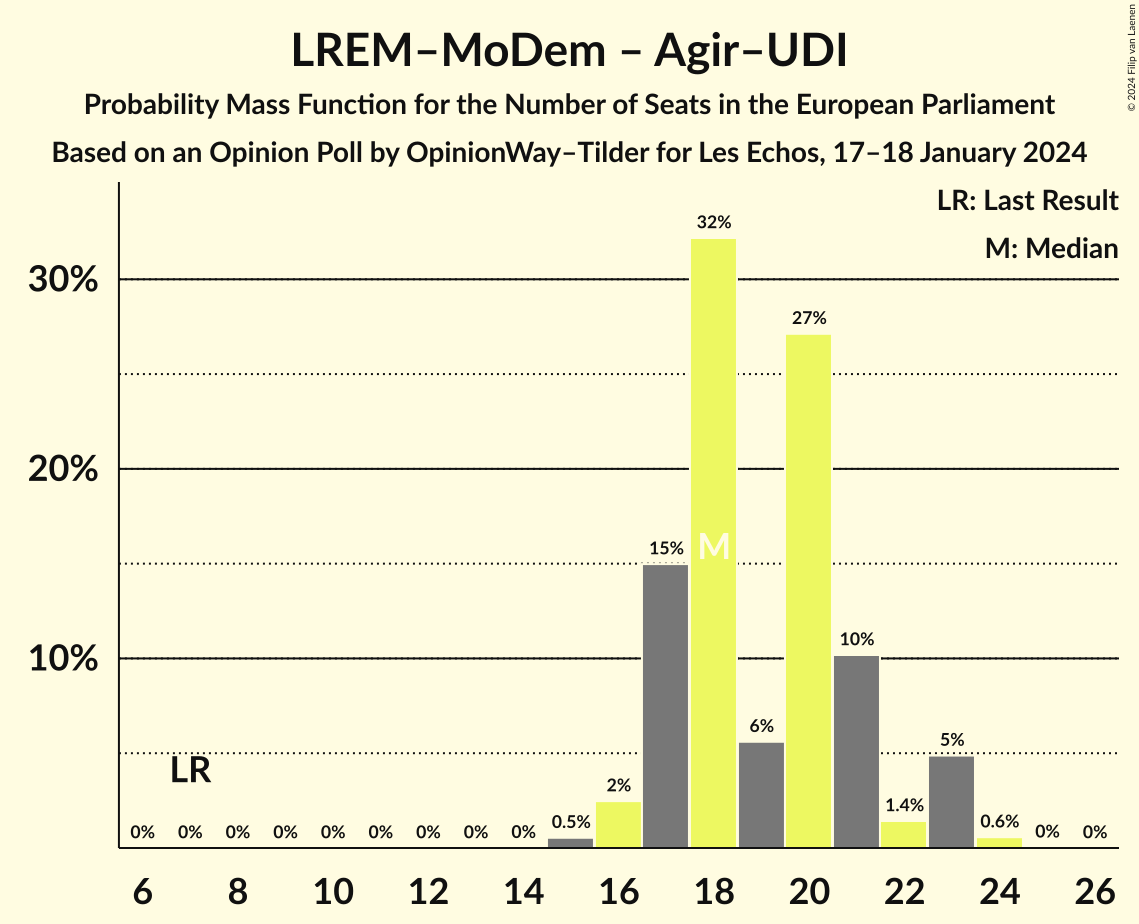 LREM–MoDem – Agir–UDI
Probability Mass Function for the Number of Seats in the European Parliament
Based on an Opinion Poll by OpinionWay–Tilder for Les Echos, 17–18 January 2024
© 2024 Filip van Laenen
LR: Last Result
M: Median
30%
20%
10%
LR
M
0% 0% 0% 0% 0% 0% 0% 0% 0% 0.5% 2% 15% 32% 6% 27% 10% 1.4% 5% 0.6% 0% 0%
6 8 10 12 14 16 18 20 22 24 26